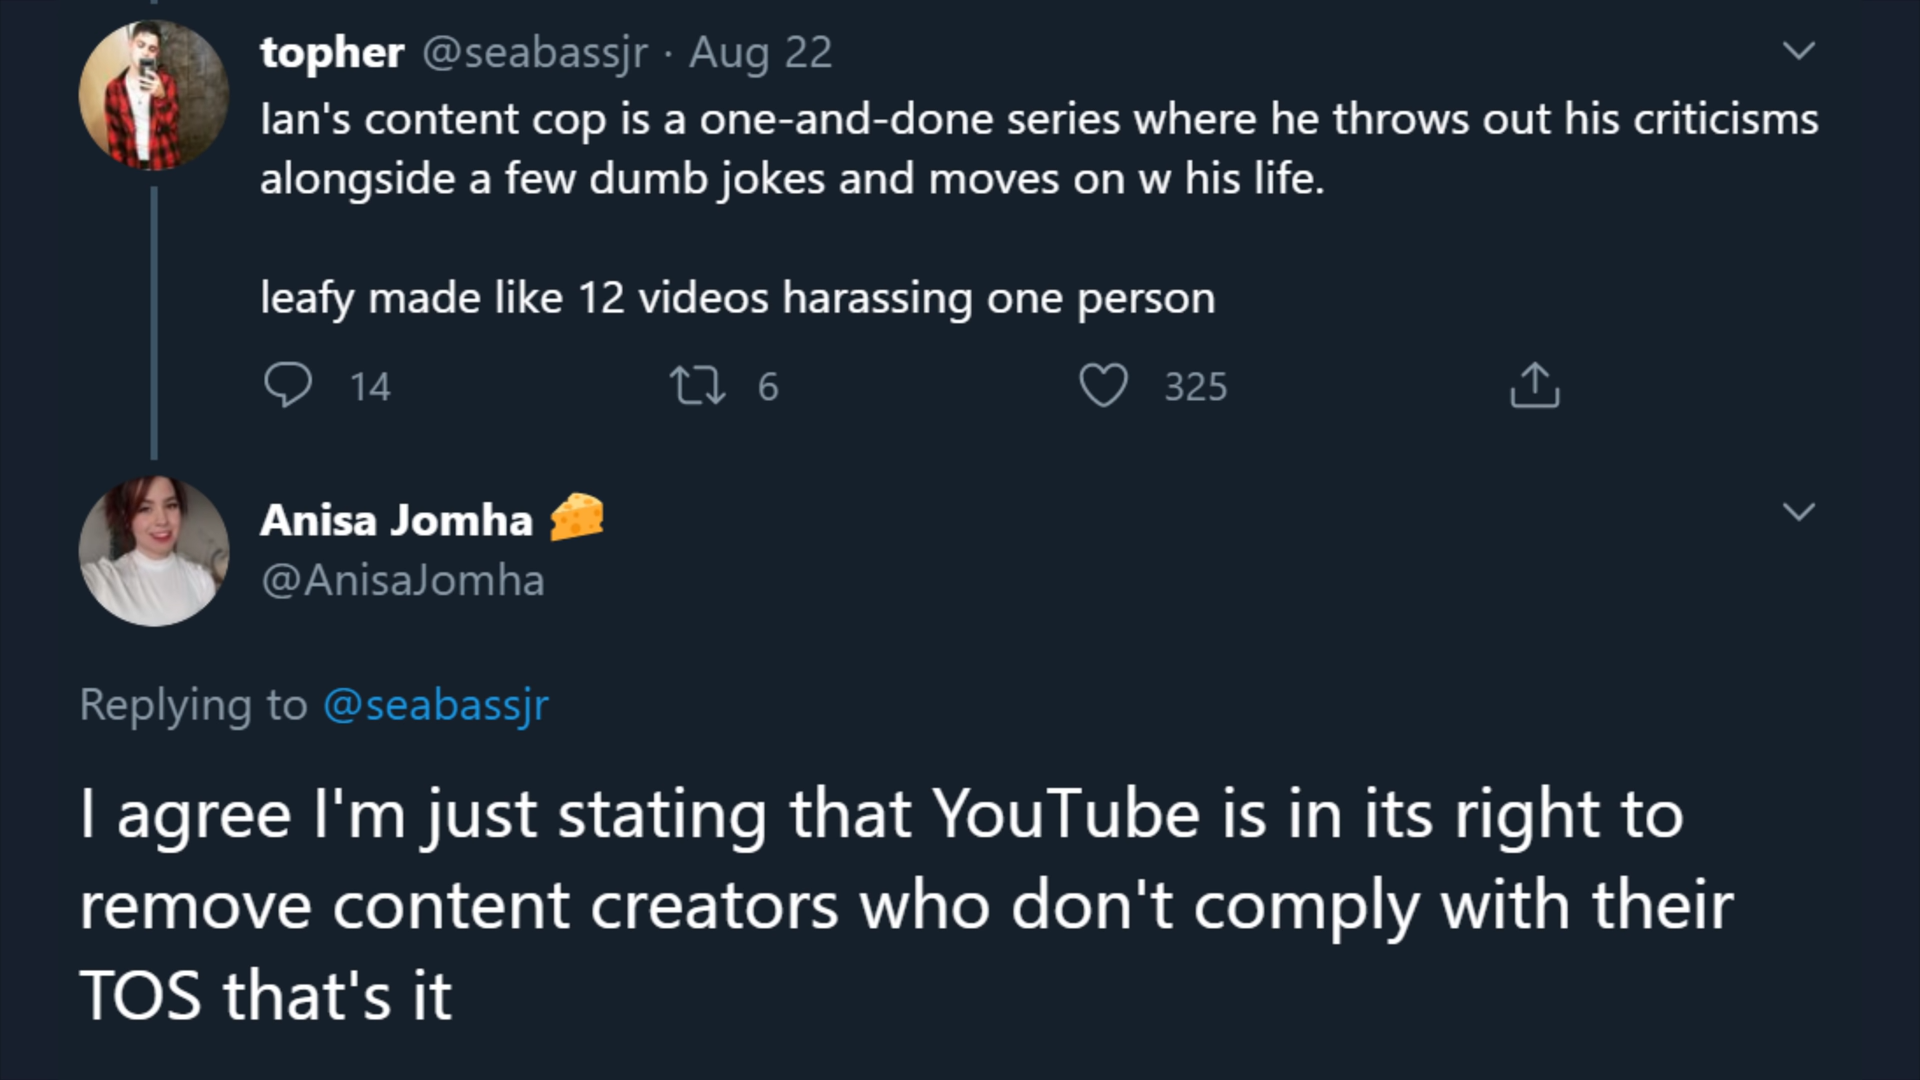 topher @seabassjr · Aug 22
Ian's content cop is a one-and-done series where he throws out his criticisms
alongside a few dumb jokes and moves on w his life.
leafy made like 12 videos harassing one person
14 6 325
Anisa Jomha 🧀
@AnisaJomha
Replying to @seabassjr
I agree I'm just stating that YouTube is in its right to
remove content creators who don't comply with their
TOS that's it